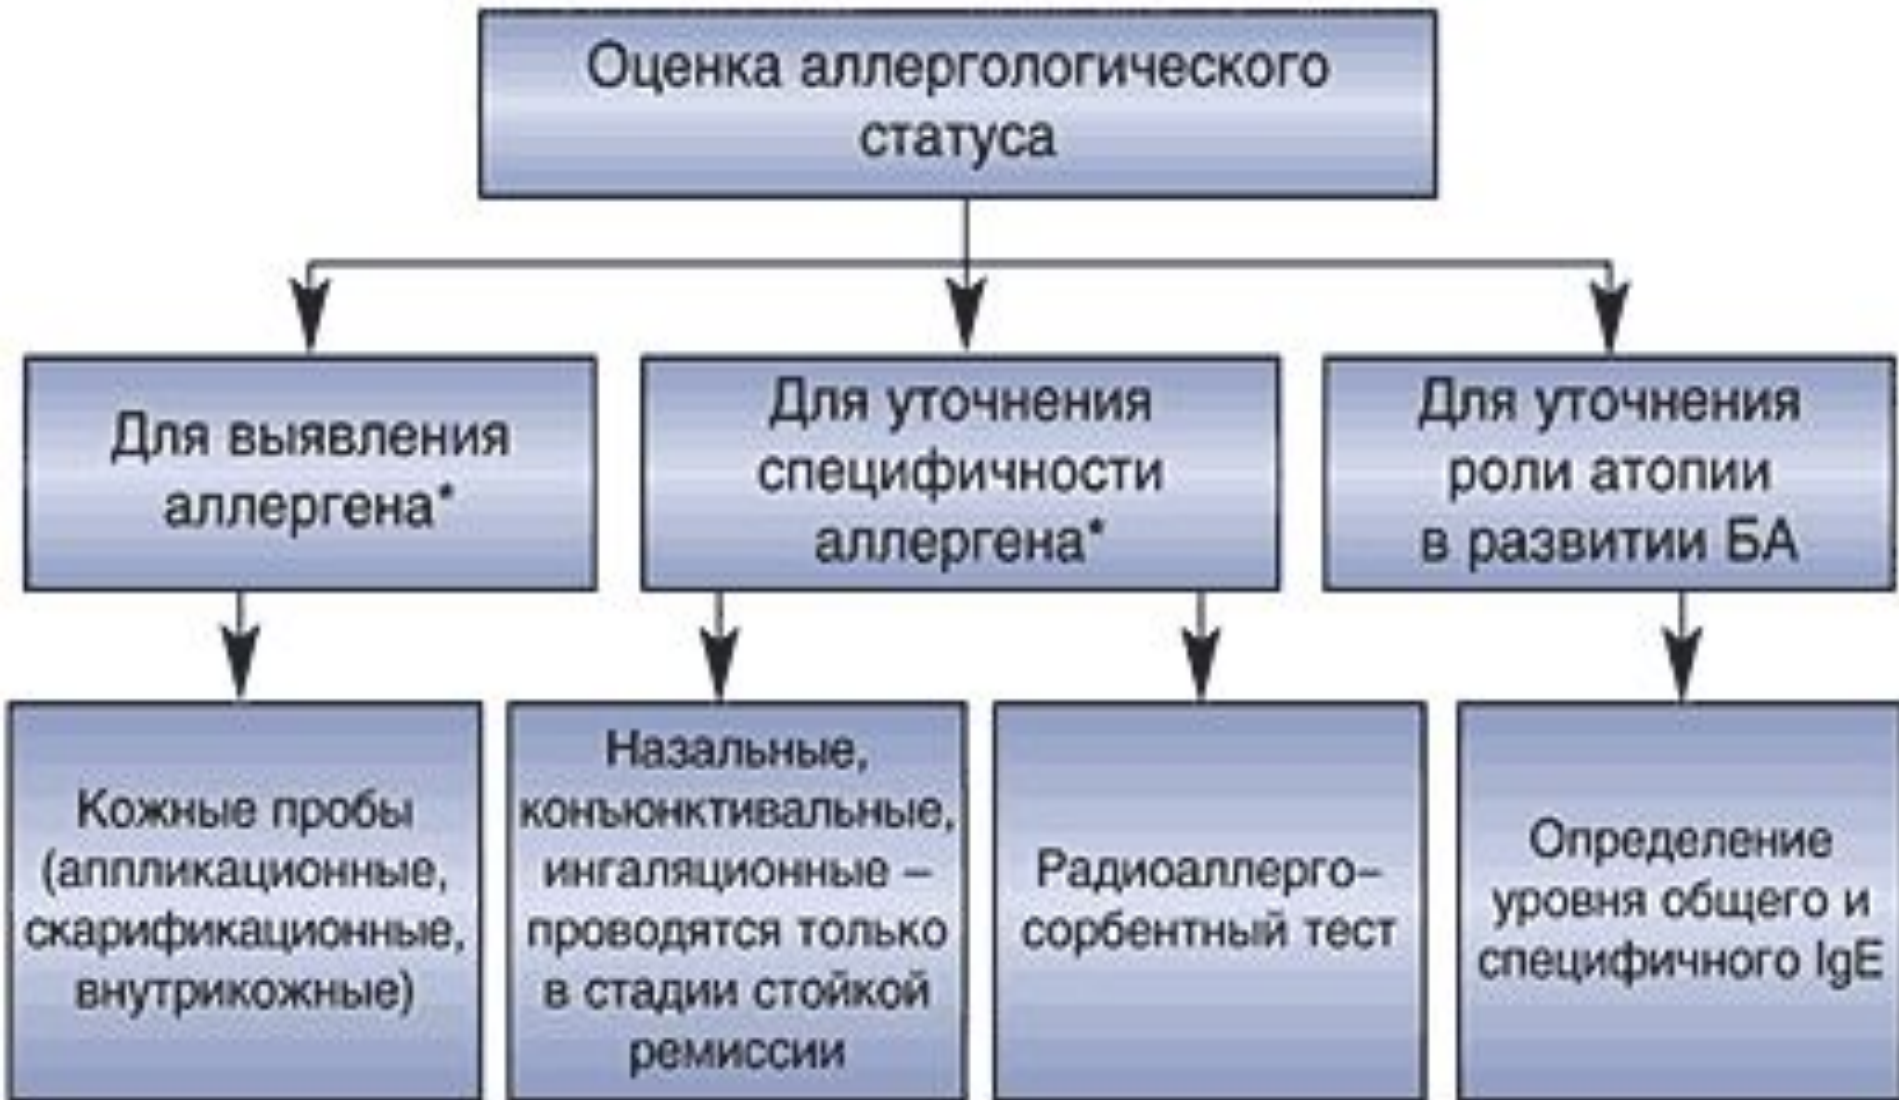 Оценка аллергологического
статуса
Для выявления
аллергена*
Для уточнения
специфичности
аллергена*
Для уточнения
роли атопии
в развитии БА
Кожные пробы
(аппликационные,
скарификационные,
внутрикожные)
Назальные,
конъюнктивальные,
ингаляционные –
проводятся только
в стадии стойкой
ремиссии
Радиоаллерго–
сорбентный тест
Определение
уровня общего и
специфичного IgE